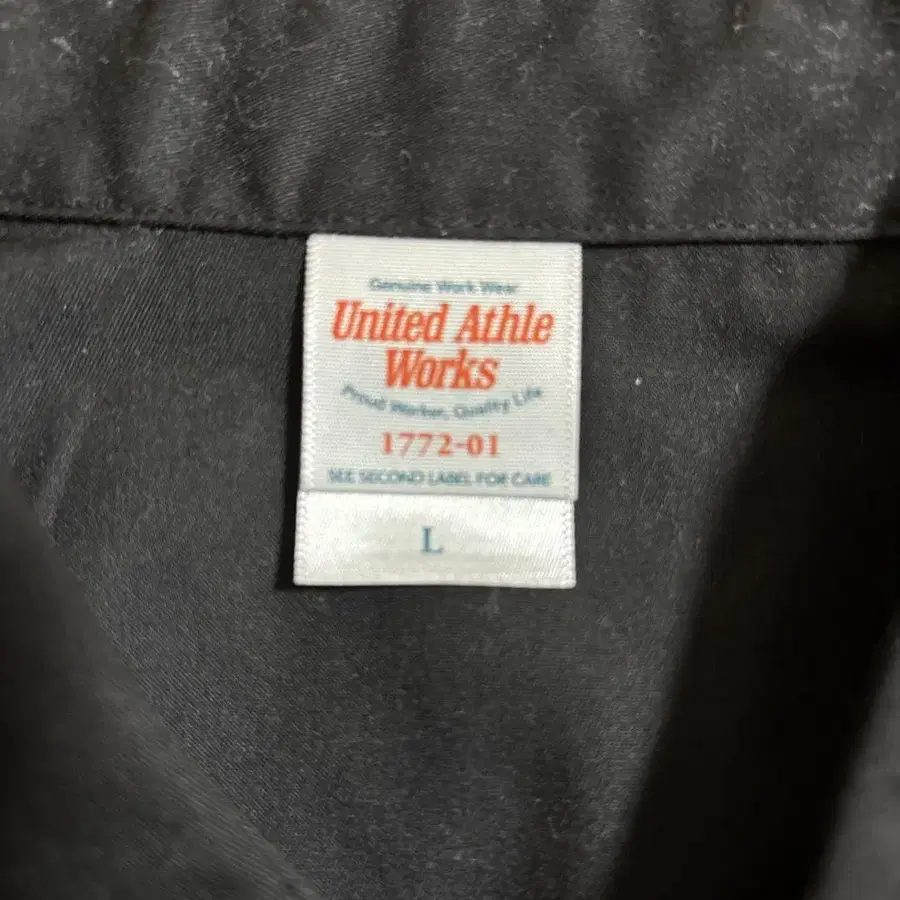 Genuine Work Wear
United Athle
Works
Proud Worker, Quality Life
1772-01
SEE SECOND LABEL FOR CARE
L